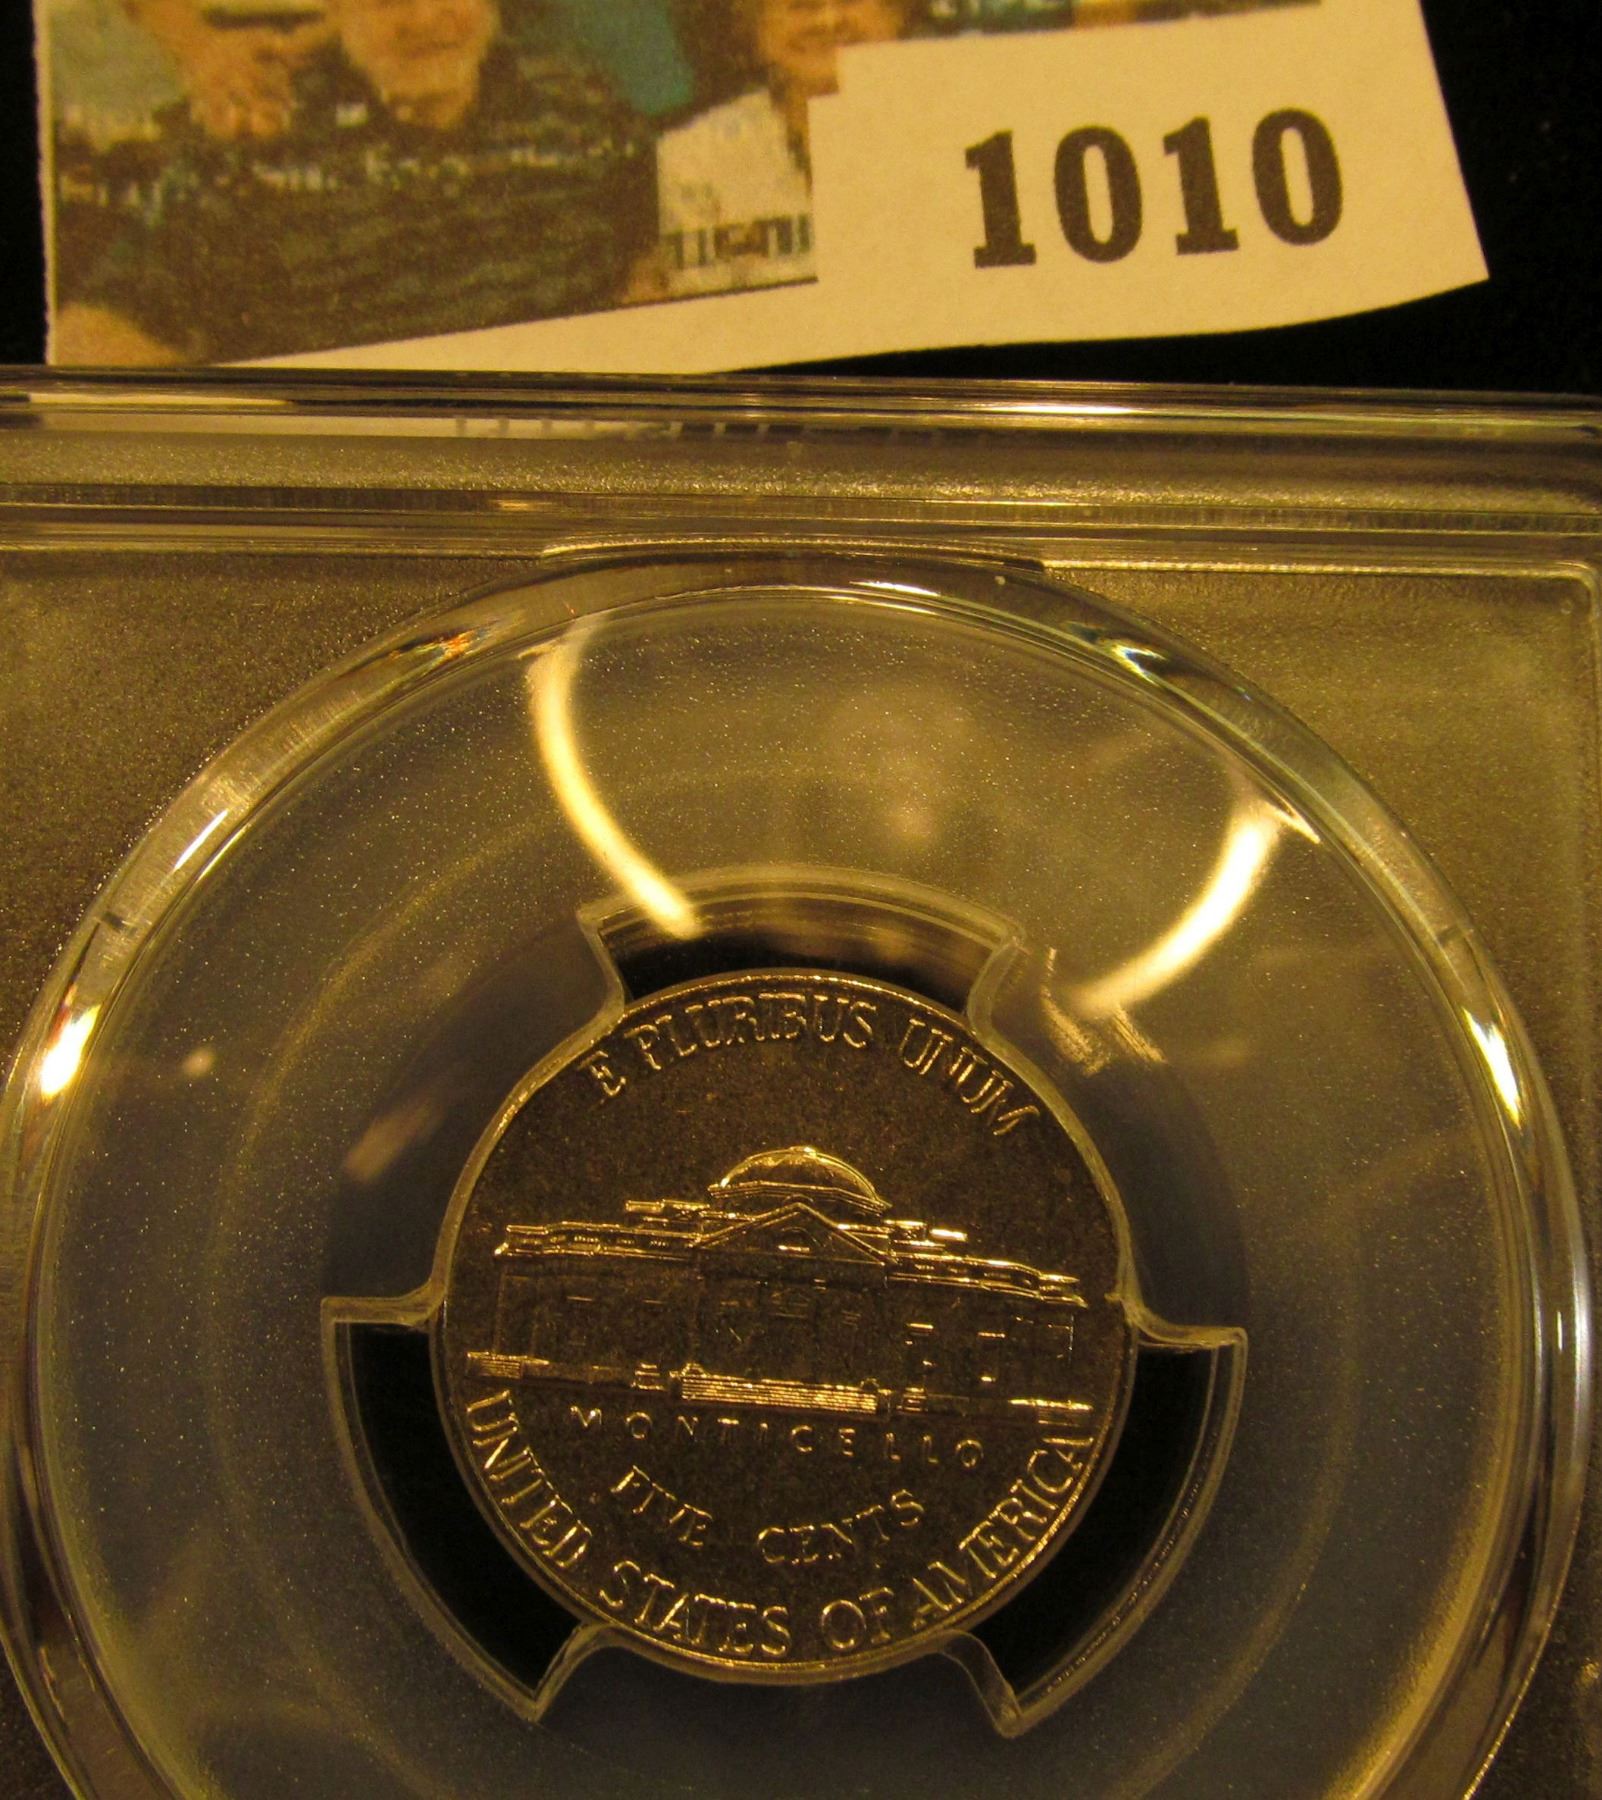 1010
E PLURIBUS UNUM
MONTICELLO
FIVE CENTS
UNITED STATES OF AMERICA